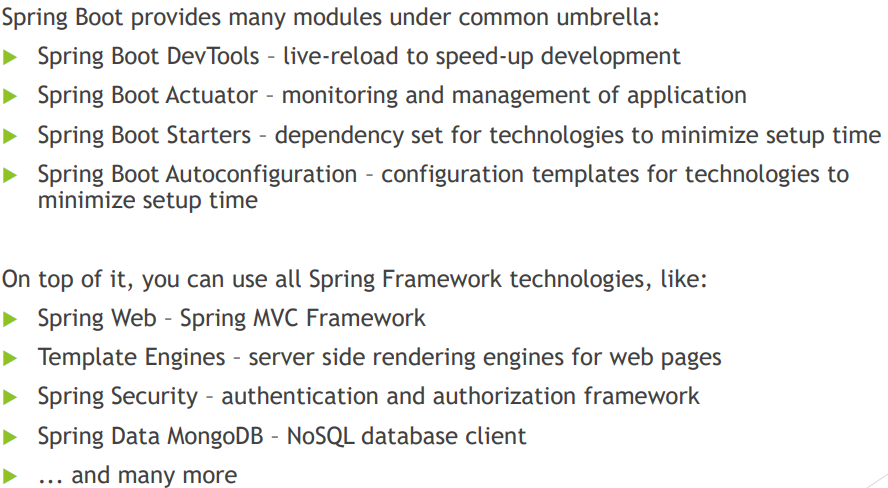 Spring Boot provides many modules under common umbrella:
Spring Boot DevTools – live-reload to speed-up development
Spring Boot Actuator – monitoring and management of application
Spring Boot Starters – dependency set for technologies to minimize setup time
Spring Boot Autoconfiguration – configuration templates for technologies to
minimize setup time
On top of it, you can use all Spring Framework technologies, like:
Spring Web – Spring MVC Framework
Template Engines – server side rendering engines for web pages
Spring Security – authentication and authorization framework
Spring Data MongoDB – NoSQL database client
... and many more